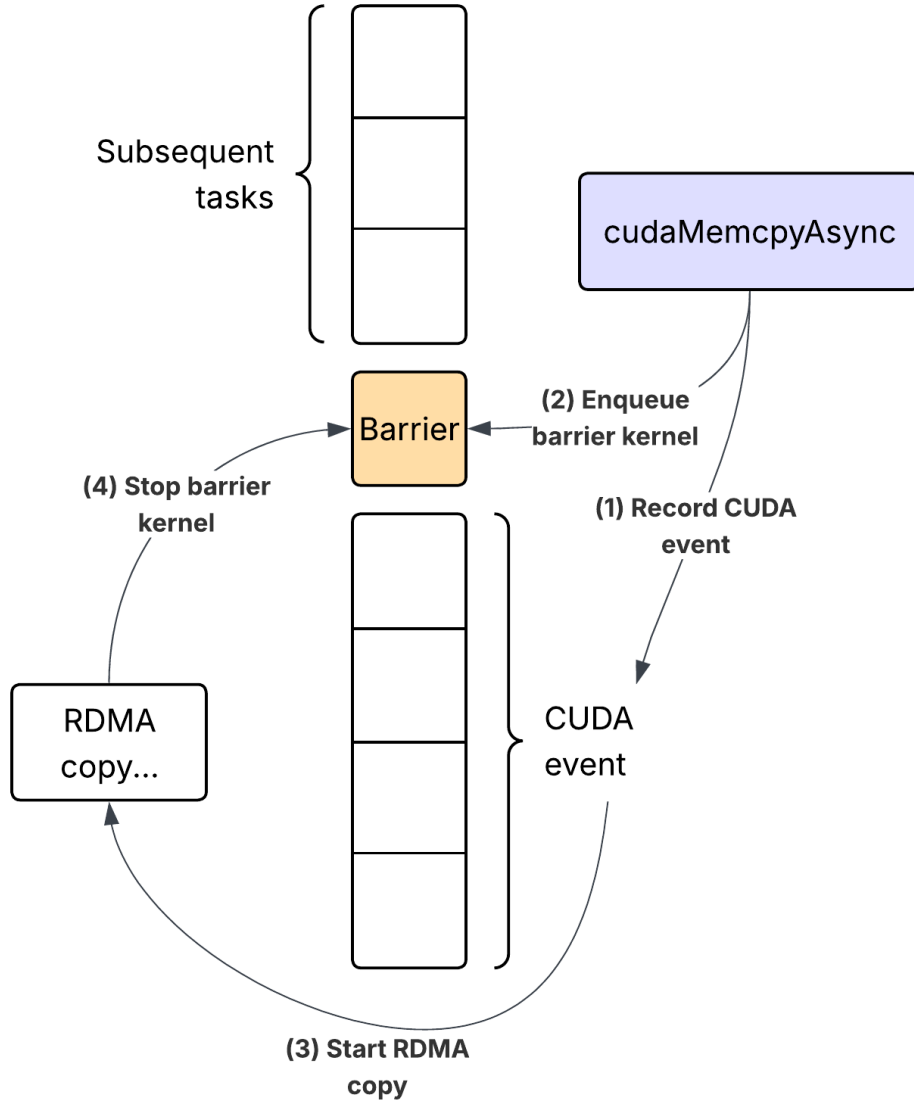 Subsequent
tasks
cudaMemcpyAsync
(2) Enqueue
barrier kernel
Barrier
(4) Stop barrier
kernel
(1) Record CUDA
event
RDMA
copy...
CUDA
event
(3) Start RDMA
copy